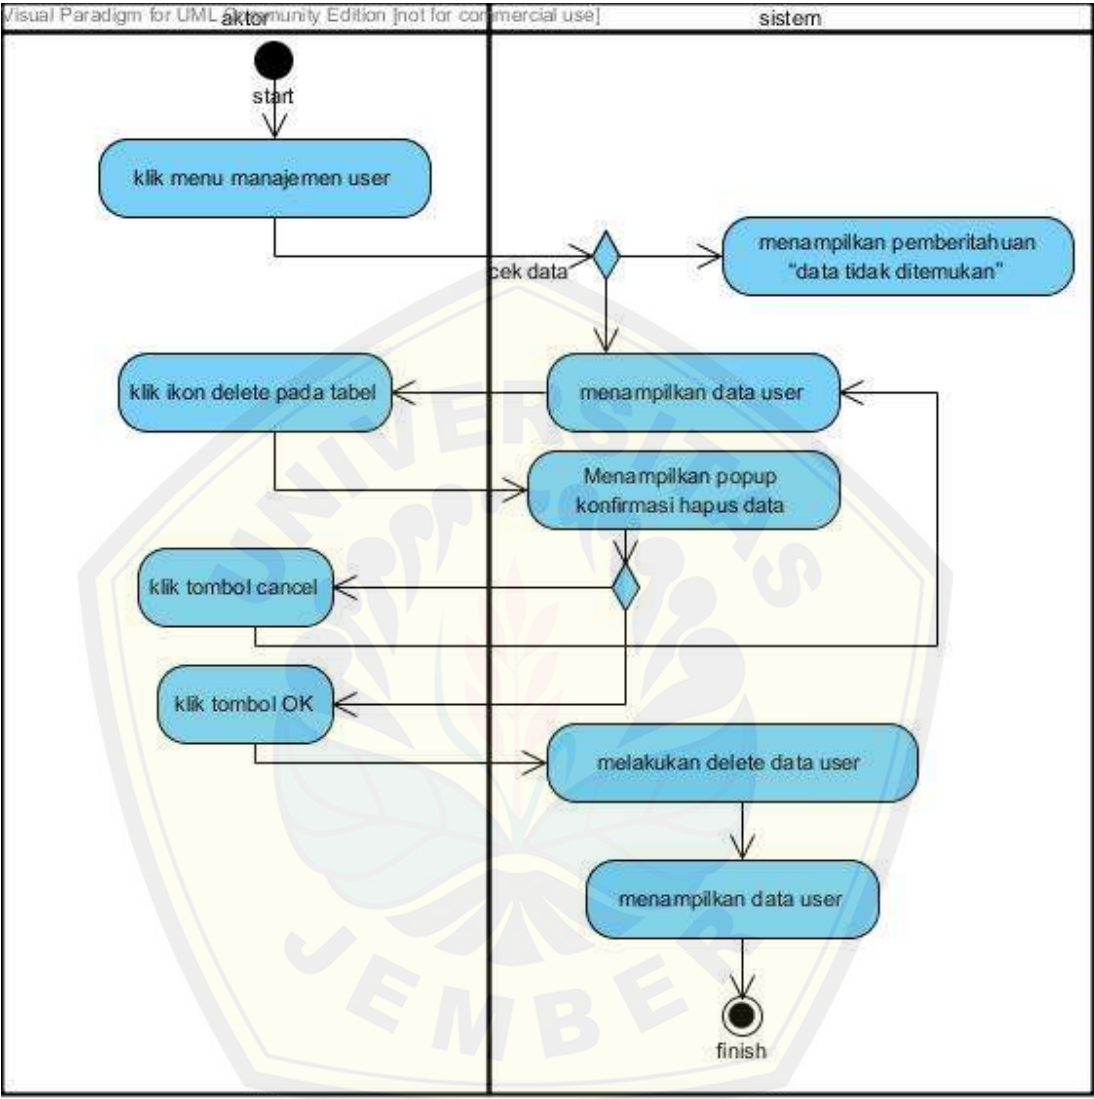 Visual Paradigm for UML Community Edition [not for commercial use]
aktor
sistem
start
klik menu manajemen user
cek data
menampilkan pemberitahuan
“data tidak ditemukan”
klik ikon delete pada tabel
menampilkan data user
Menampilkan popup
konfirmasi hapus data
klik tombol cancel
klik tombol OK
melakukan delete data user
menampilkan data user
finish
UNIVERSITAS
JEMBER